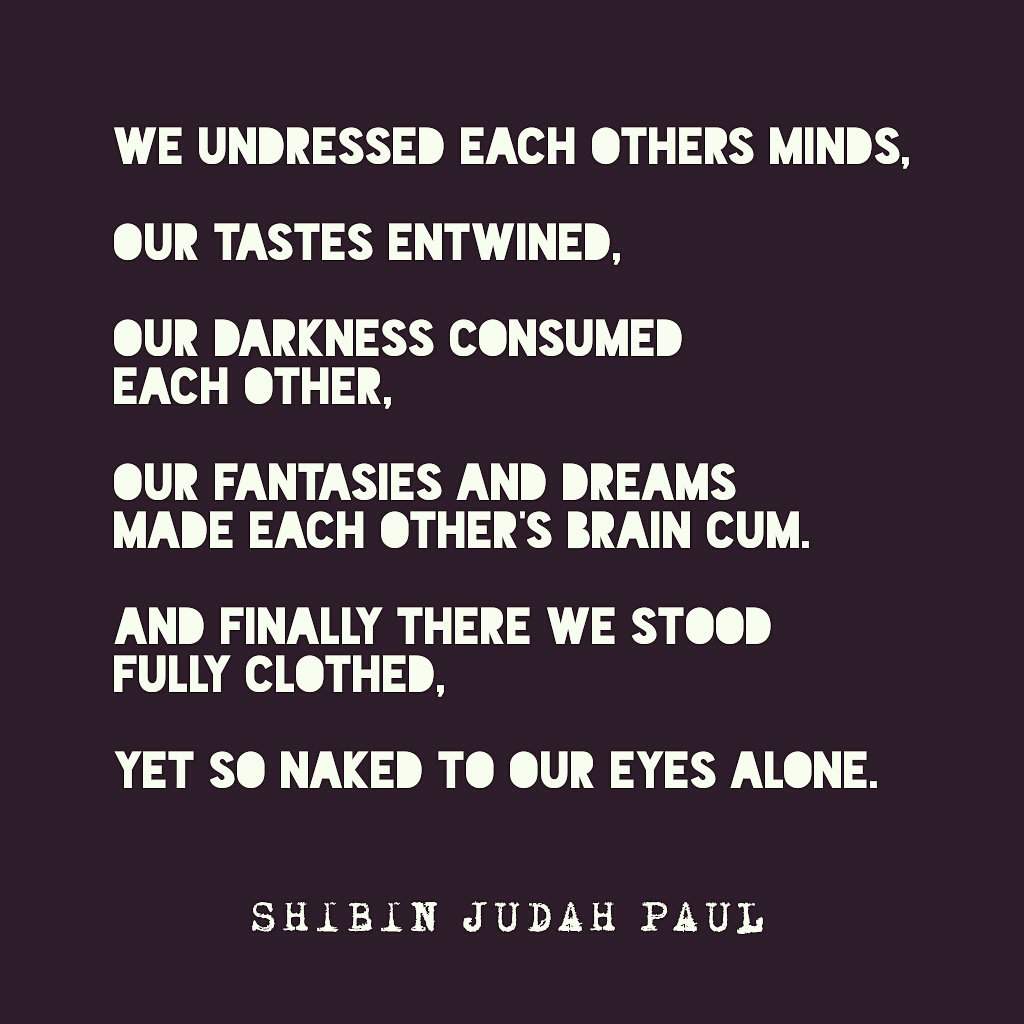 WE UNDRESSED EACH OTHERS MINDS,
OUR TASTES ENTWINED,
OUR DARKNESS CONSUMED
EACH OTHER,
OUR FANTASIES AND DREAMS
MADE EACH OTHER'S BRAIN CUM.
AND FINALLY THERE WE STOOD
FULLY CLOTHED,
YET SO NAKED TO OUR EYES ALONE.
SHIBIN JUDAH PAUL